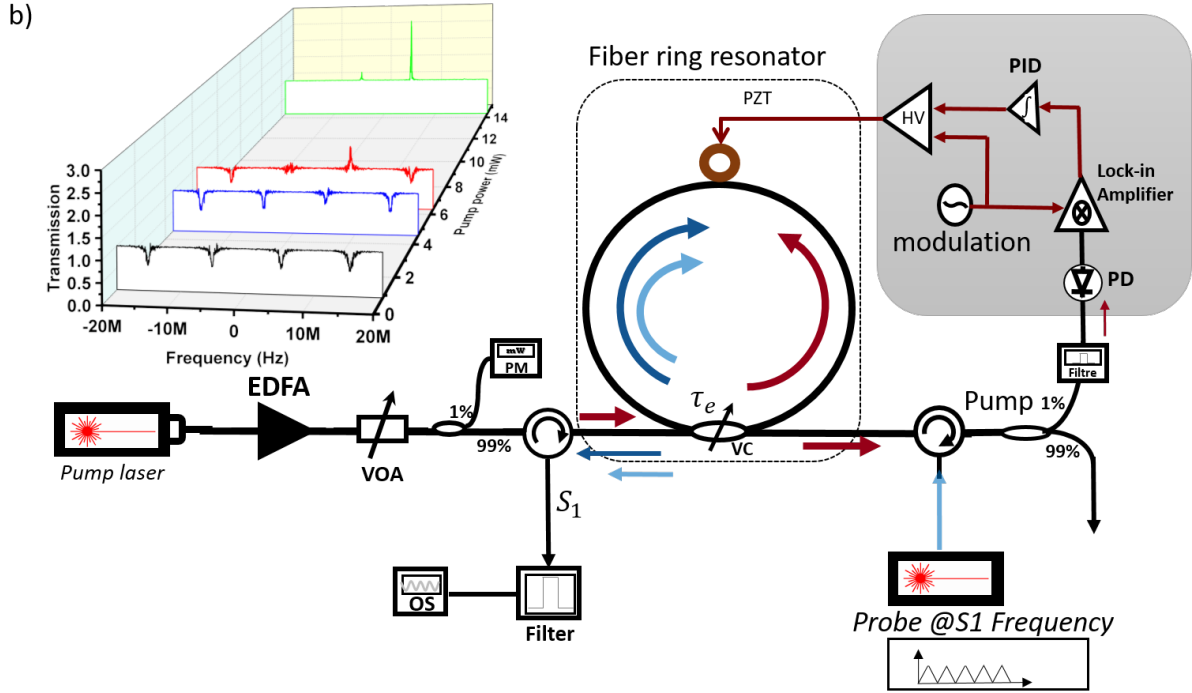 b)
3.0
2.5
2.0
1.5
1.0
0.5
0.0
Transmission
-20M
-10M
0
10M
20M
Frequency (Hz)
0
2
4
6
8
10
12
14
Pump power (mW)
Fiber ring resonator
PZT
HV
PID
∫
Lock-in
Amplifier
modulation
PD
Filtre
Pump
1%
99%
EDFA
mW
PM
1%
99%
Pump laser
VOA
τe
VC
S1
OS
Filter
Probe @S1 Frequency